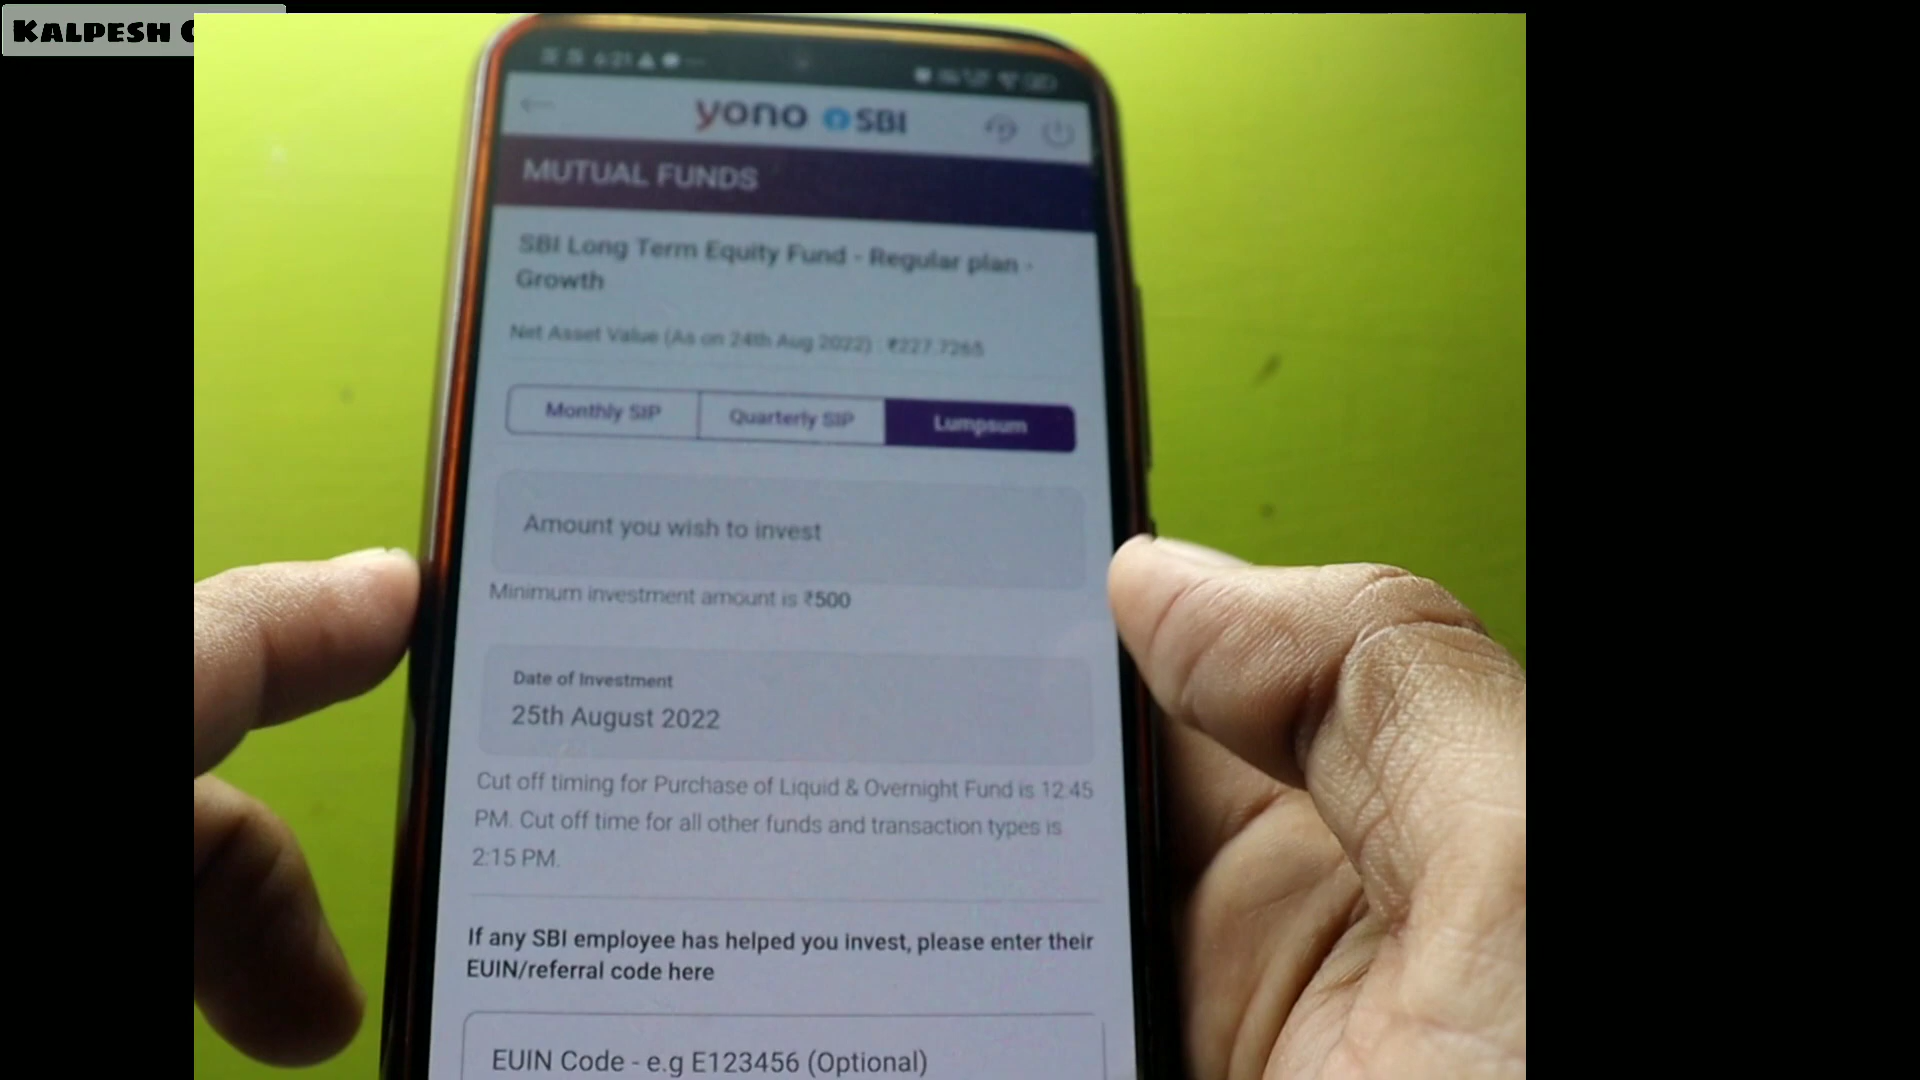 KALPESH
6:21
yono SBI
MUTUAL FUNDS
SBI Long Term Equity Fund - Regular plan -
Growth
Net Asset Value (As on 24th Aug 2022) : ₹227.7265
Monthly SIP Quarterly SIP Lumpsum
Amount you wish to invest
Minimum investment amount is ₹500
Date of Investment
25th August 2022
Cut off timing for Purchase of Liquid & Overnight Fund is 12:45
PM. Cut off time for all other funds and transaction types is
2:15 PM.
If any SBI employee has helped you invest, please enter their
EUIN/referral code here
EUIN Code - e.g E123456 (Optional)